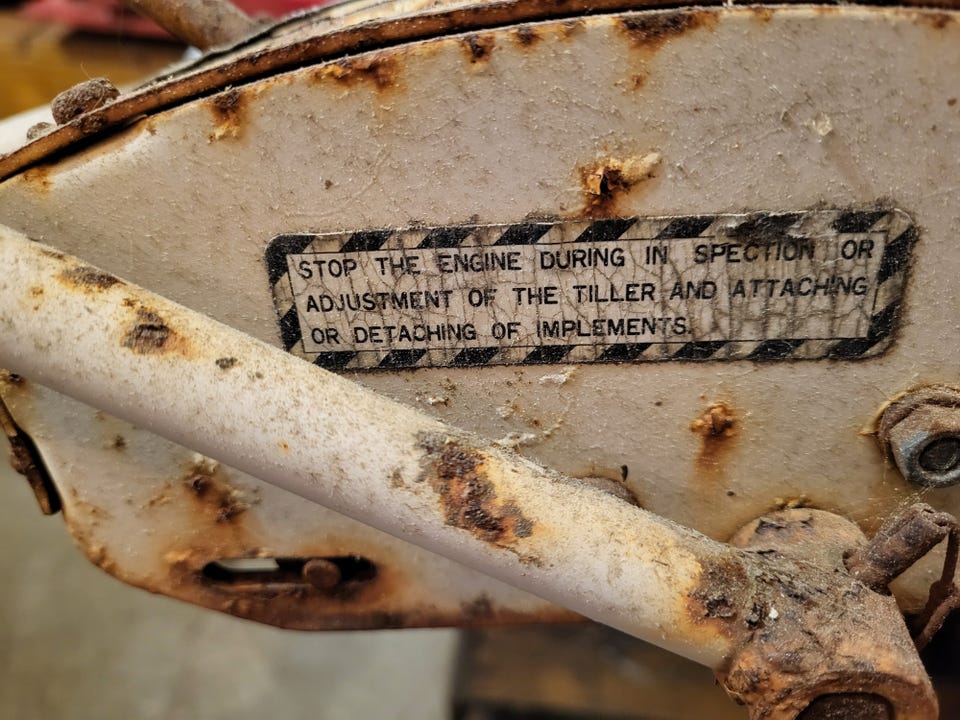 STOP THE ENGINE DURING IN SPECTION OR
ADJUSTMENT OF THE TILLER AND ATTACHING
OR DETACHING OF IMPLEMENTS.